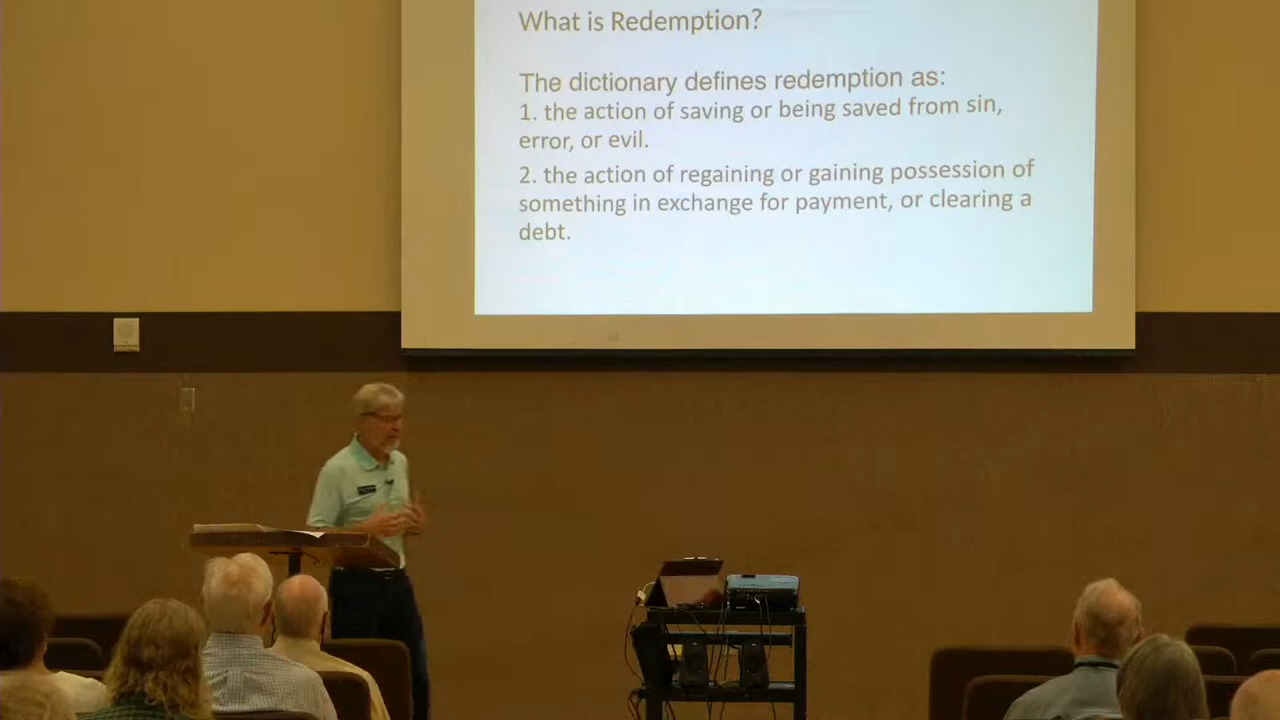 What is Redemption?
The dictionary defines redemption as:
1. the action of saving or being saved from sin,
error, or evil.
2. the action of regaining or gaining possession of
something in exchange for payment, or clearing a
debt.